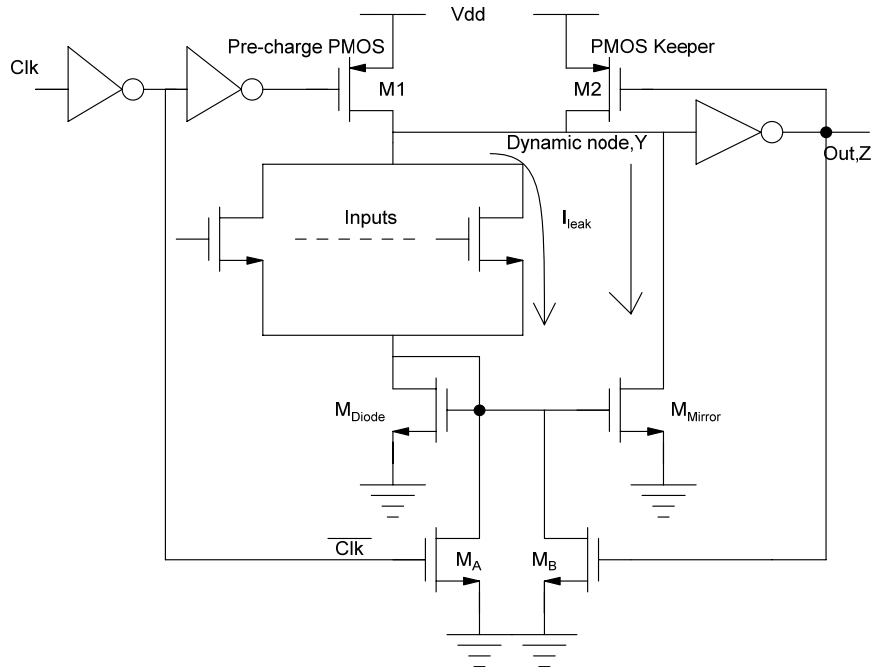 Vdd
Pre-charge PMOS
PMOS Keeper
Clk
M1
M2
Dynamic node,Y
Out,Z
Inputs
Ileak
MDiode
MMirror
Clk
MA
MB